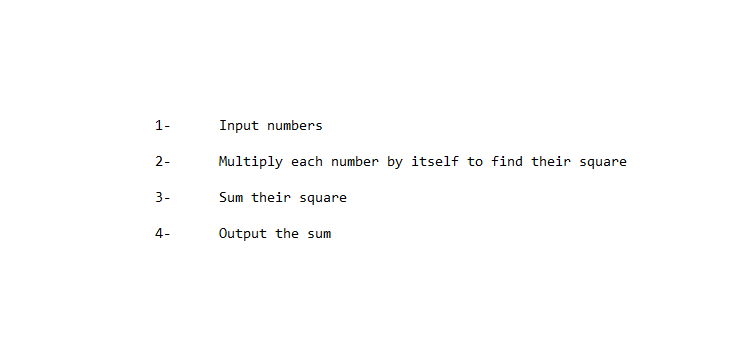 1- Input numbers
2- Multiply each number by itself to find their square
3- Sum their square
4- Output the sum